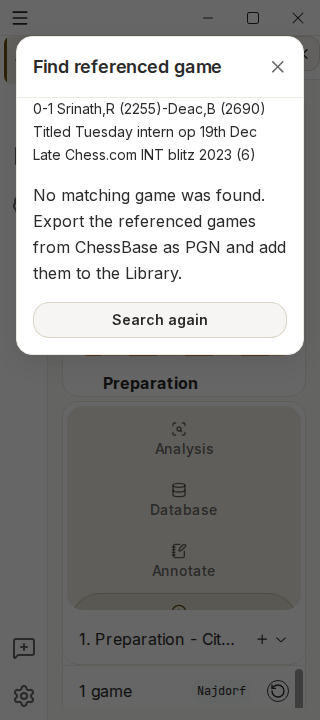 Find referenced game
0-1 Srinath,R (2255)-Deac,B (2690)
Titled Tuesday intern op 19th Dec
Late Chess.com INT blitz 2023 (6)
No matching game was found.
Export the referenced games
from ChessBase as PGN and add
them to the Library.
Search again
Preparation
Analysis
Database
Annotate
1. Preparation - Cit...
1 game
Najdorf